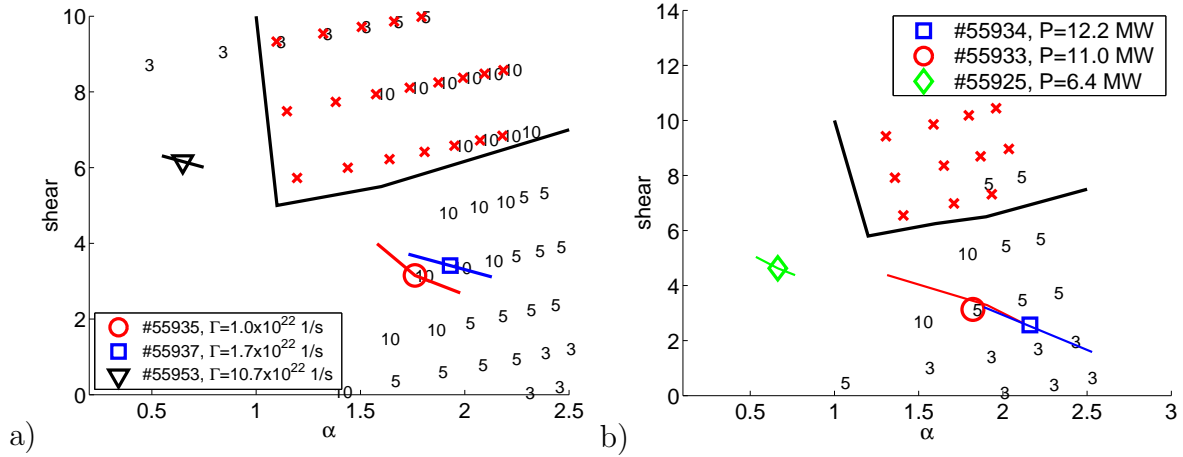 10
3 3 5 5
3 3 3
8
10 10 10 10 10 10
6
10 10 10 10
shear
10 10 10 5 5
4
10 10 10 5 5 5
2
10 10 5 5 5 5
10 5 5 5 3 3
10 3 3
0
0.5 1 1.5 2 2.5
α
#55935, Γ=1.0x10²² 1/s
#55937, Γ=1.7x10²² 1/s
#55953, Γ=10.7x10²² 1/s
a)
14
12
10
8
6
4
2
0
shear
5 5
10 5 5
5 5 3
10
3 3 3
5 3 3 3
3
0.5 1 1.5 2 2.5 3
α
#55934, P=12.2 MW
#55933, P=11.0 MW
#55925, P=6.4 MW
b)